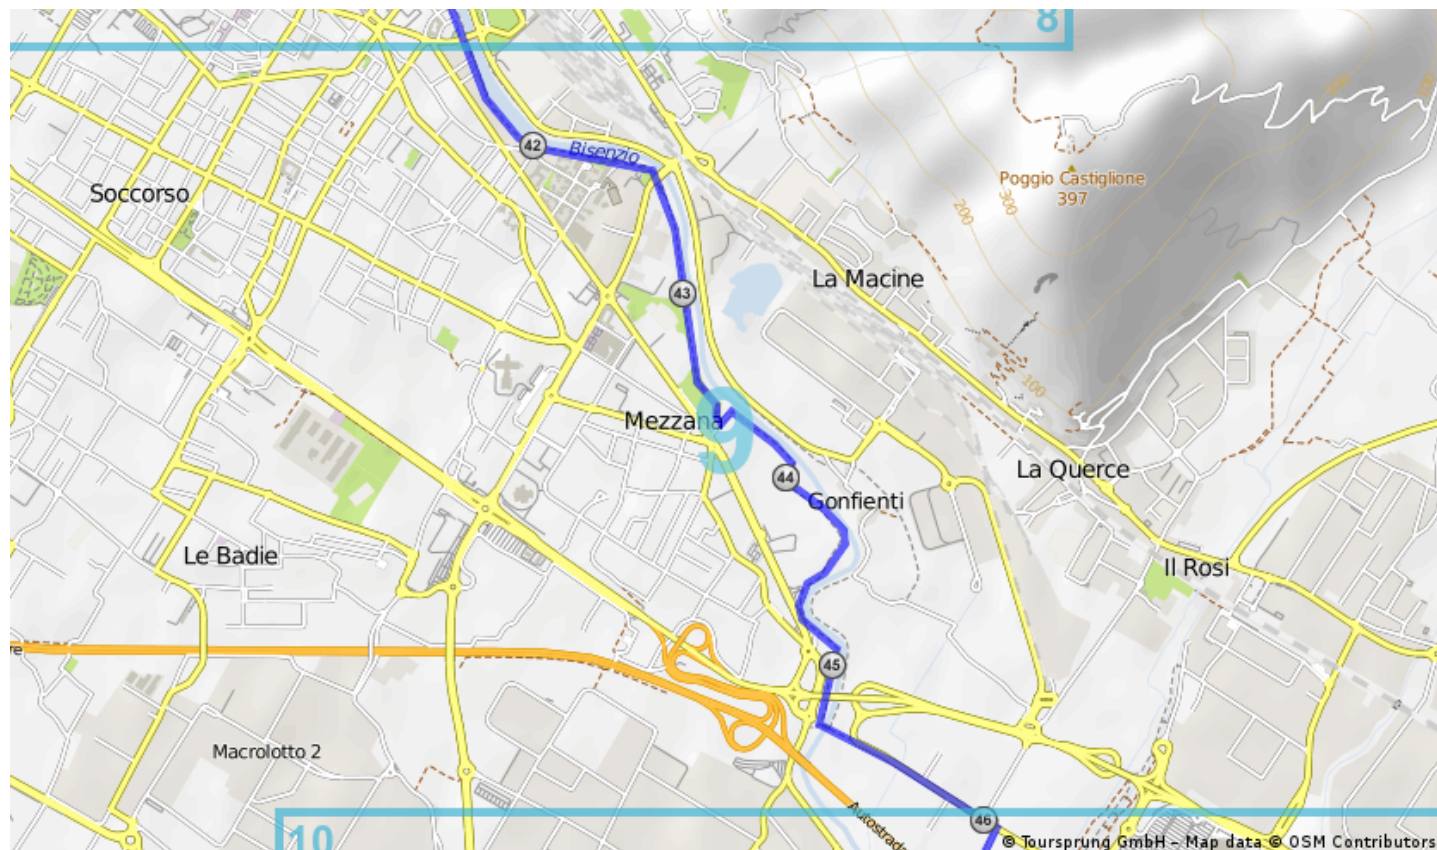 8
42
Bisenzio
Soccorso
Poggio Castiglione
397
200
300
La Macine
43
100
Mezzana
9
La Querce
44
Gonfienti
Le Badie
Il Rosi
re
45
Macrolotto 2
Autostrada
46
10
© Toursprung GmbH - Map data © OSM Contributors